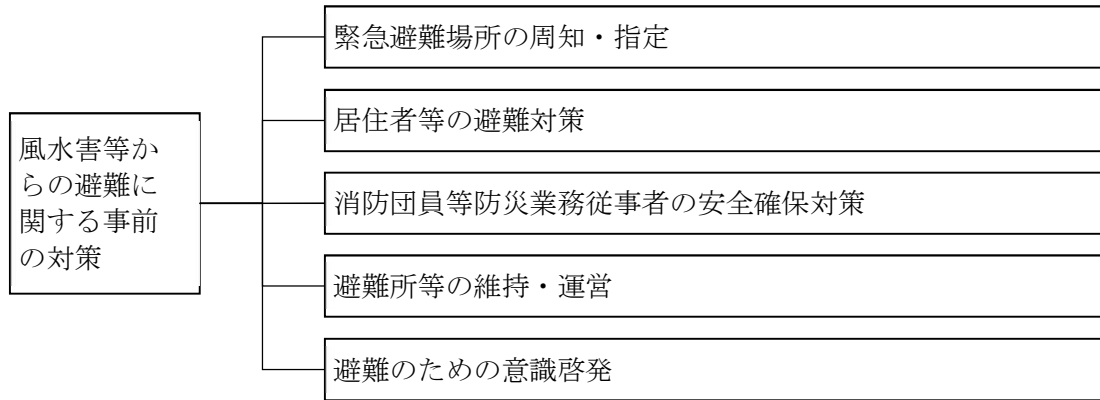 風水害等か
らの避難に
関する事前
の対策
緊急避難場所の周知・指定
居住者等の避難対策
消防団員等防災業務従事者の安全確保対策
避難所等の維持・運営
避難のための意識啓発